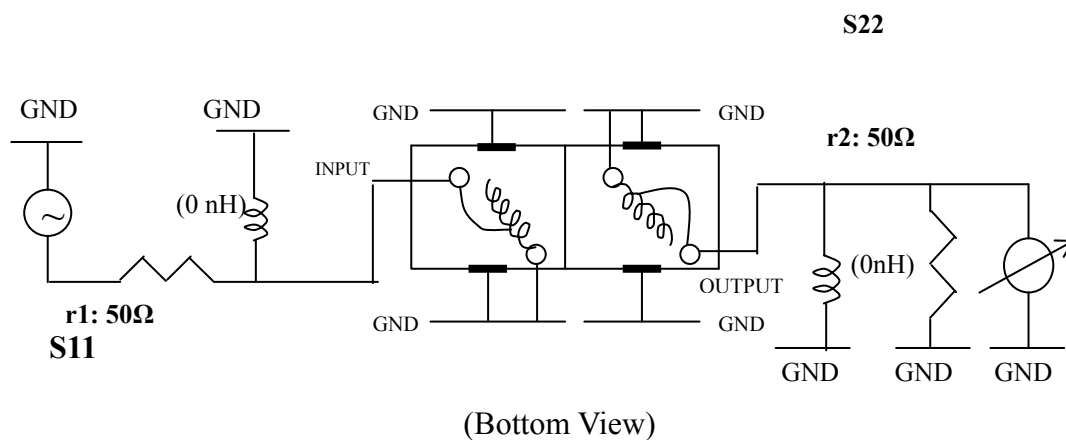 S22
GND
GND
GND
GND
r2: 50Ω
INPUT
(0 nH)
(0nH)
OUTPUT
r1: 50Ω
S11
GND
GND
GND
GND
GND
(Bottom View)